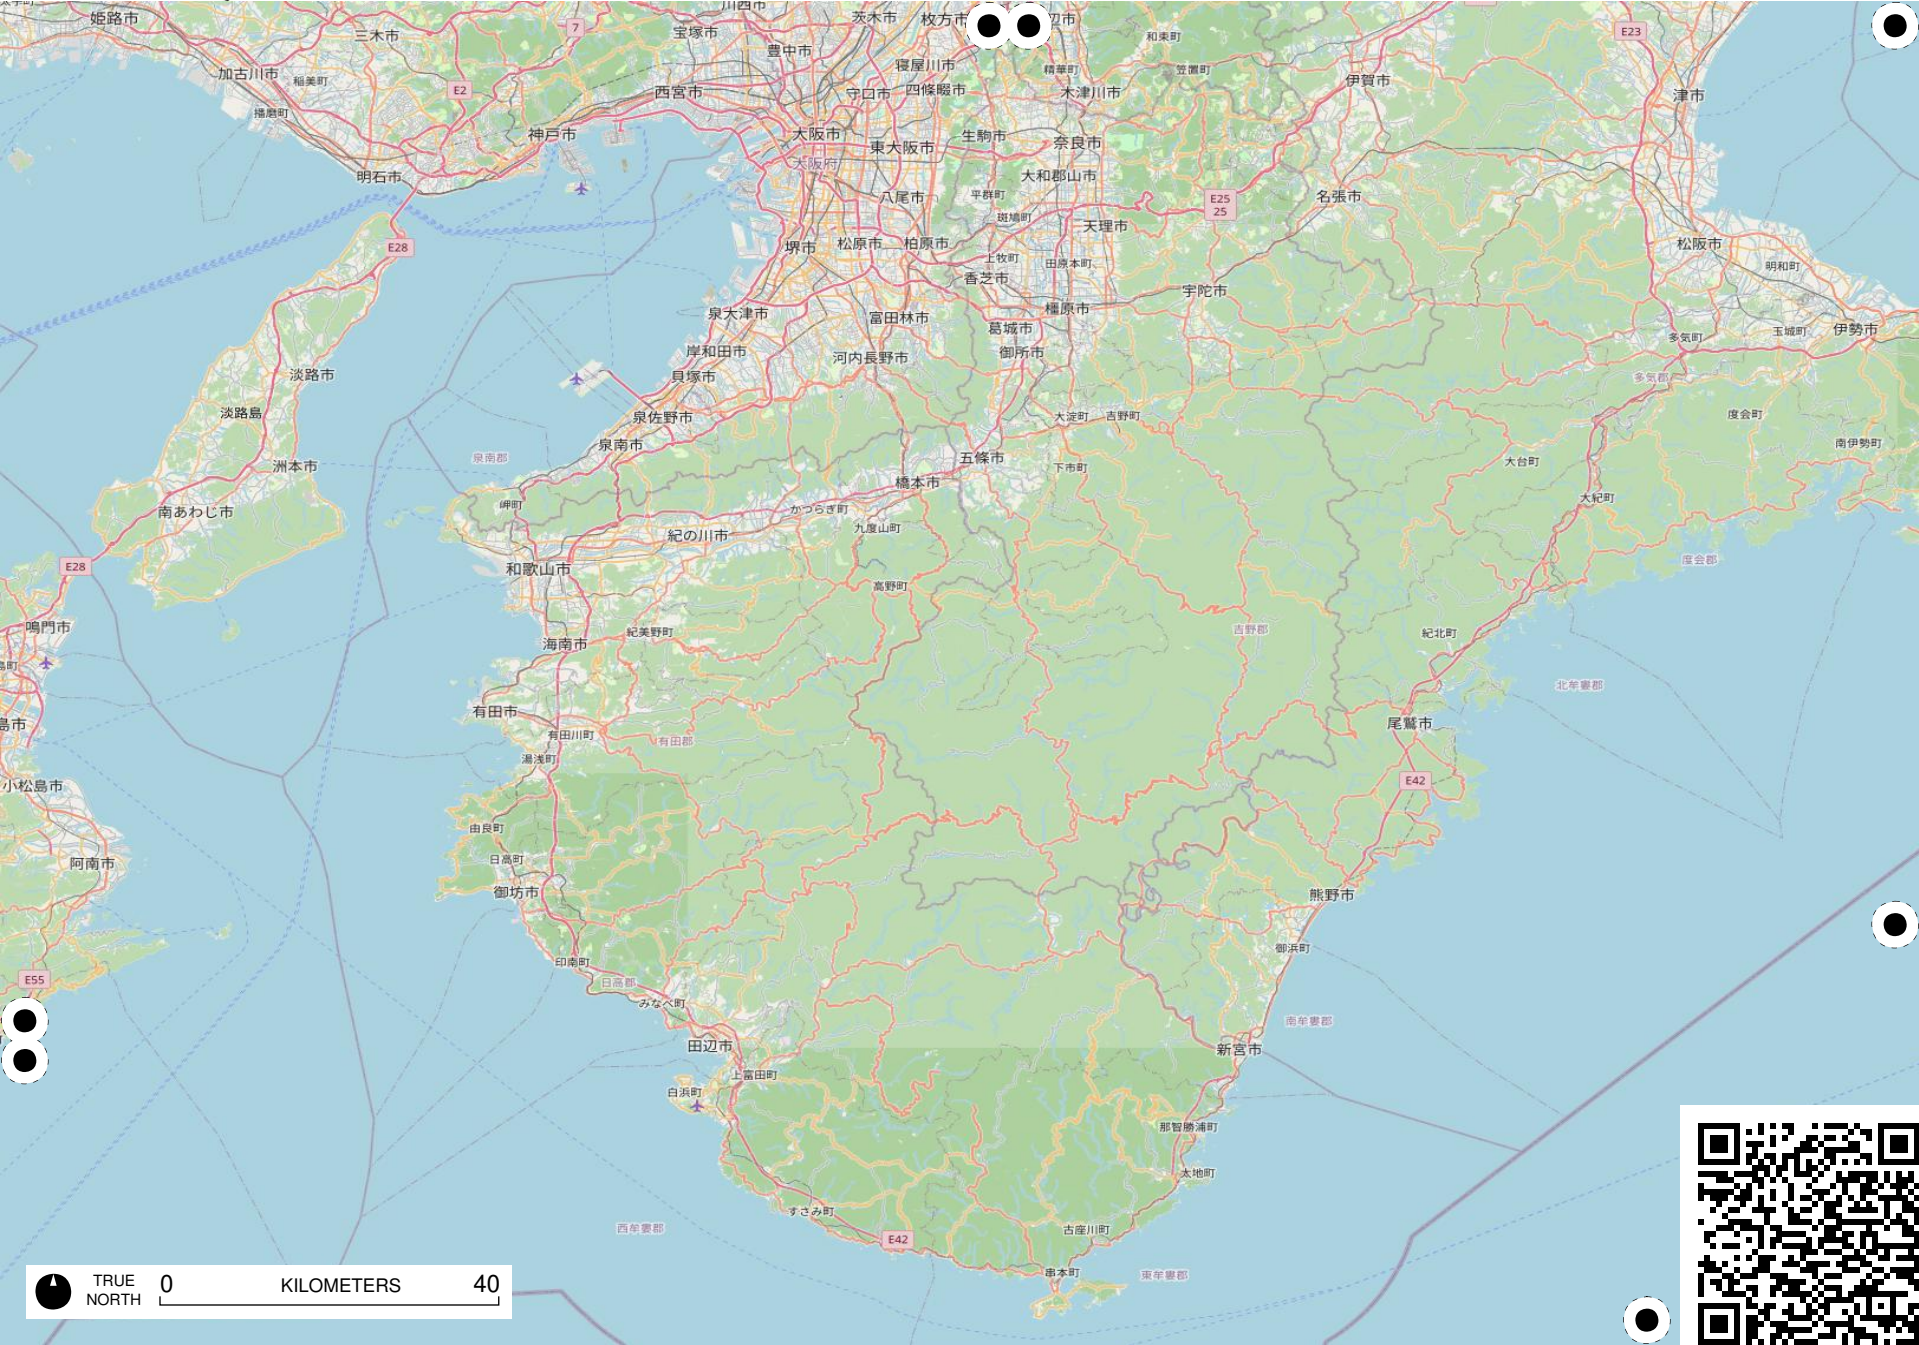 姫路市
三木市
7
川西市
宝塚市
茨木市
枚方市
和束町
E23
豊中市
加古川市
稲美町
E2
寝屋川市
精華町
笠置町
伊賀市
播磨町
西宮市
守口市
四條畷市
木津川市
津市
神戸市
大阪市
大阪府
東大阪市
生駒市
奈良市
明石市
大和郡山市
八尾市
平群町
E25
25
名張市
斑鳩町
天理市
E28
堺市
松原市
柏原市
上牧町
田原本町
松阪市
明和町
香芝市
宇陀市
泉大津市
富田林市
橿原市
葛城市
玉城町
伊勢市
多気町
岸和田市
河内長野市
御所市
淡路市
貝塚市
多気郡
淡路島
泉佐野市
大淀町
吉野町
度会町
泉南市
南伊勢町
泉南郡
五條市
洲本市
下市町
大台町
橋本市
大紀町
南あわじ市
岬町
かつらぎ町
九度山町
紀の川市
E28
和歌山市
度会郡
高野町
鳴門市
紀美野町
吉野郡
紀北町
海南市
北牟婁郡
有田市
島市
尾鷲市
有田川町
有田郡
湯浅町
小松島市
E42
由良町
日高町
阿南市
御坊市
熊野市
御浜町
印南町
E55
日高郡
みなべ町
南牟婁郡
田辺市
新宮市
上富田町
白浜町
那智勝浦町
太地町
すさみ町
西牟婁郡
古座川町
E42
串本町
東牟婁郡
TRUE
NORTH
0 KILOMETERS 40